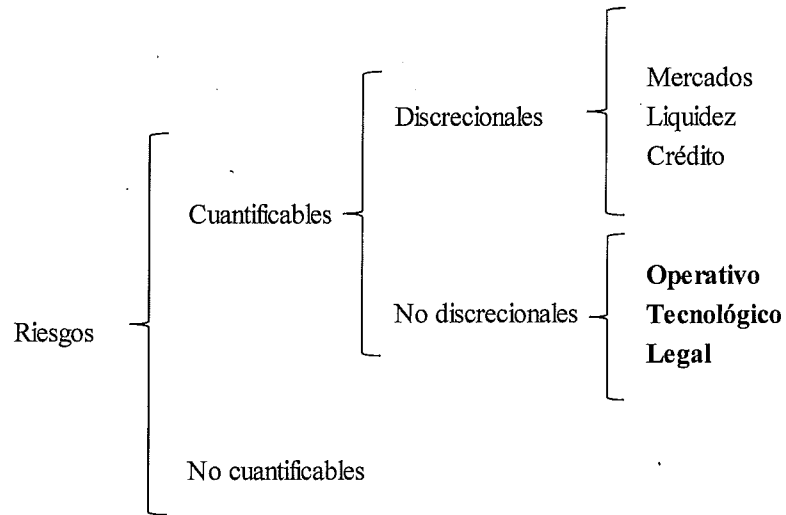 Riesgos
Cuantificables
Discrecionales
Mercados
Liquidez
Crédito
No discrecionales
Operativo
Tecnológico
Legal
No cuantificables